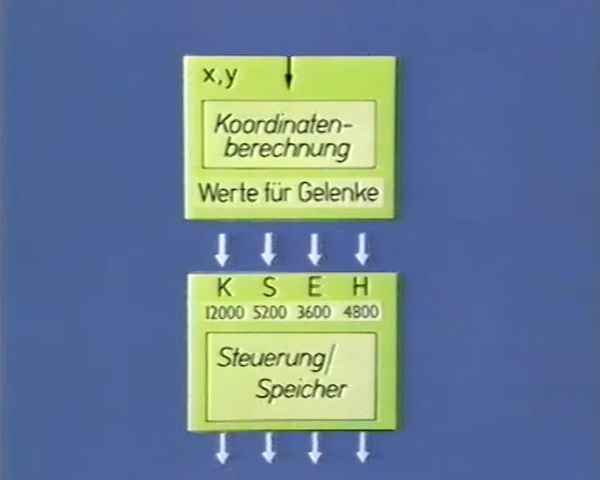 x,y
Koordinaten-
berechnung
Werte für Gelenke
K S E H
12000 5200 3600 4800
Steuerung/
Speicher